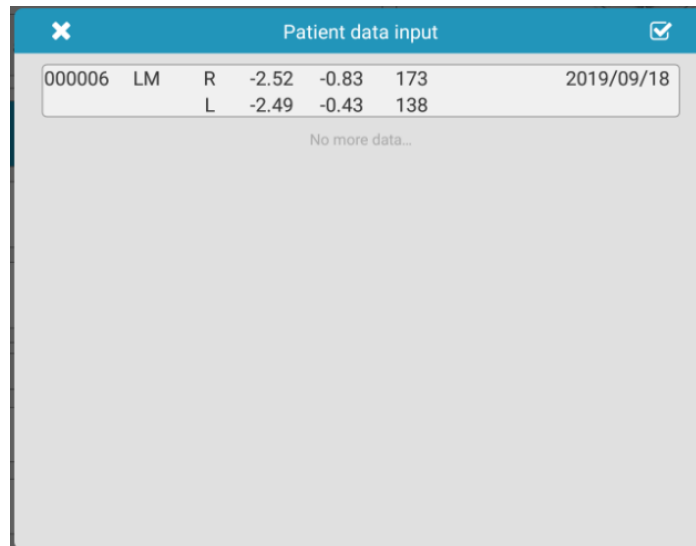 Patient data input
000006 LM R -2.52 -0.83 173 2019/09/18
L -2.49 -0.43 138
No more data...